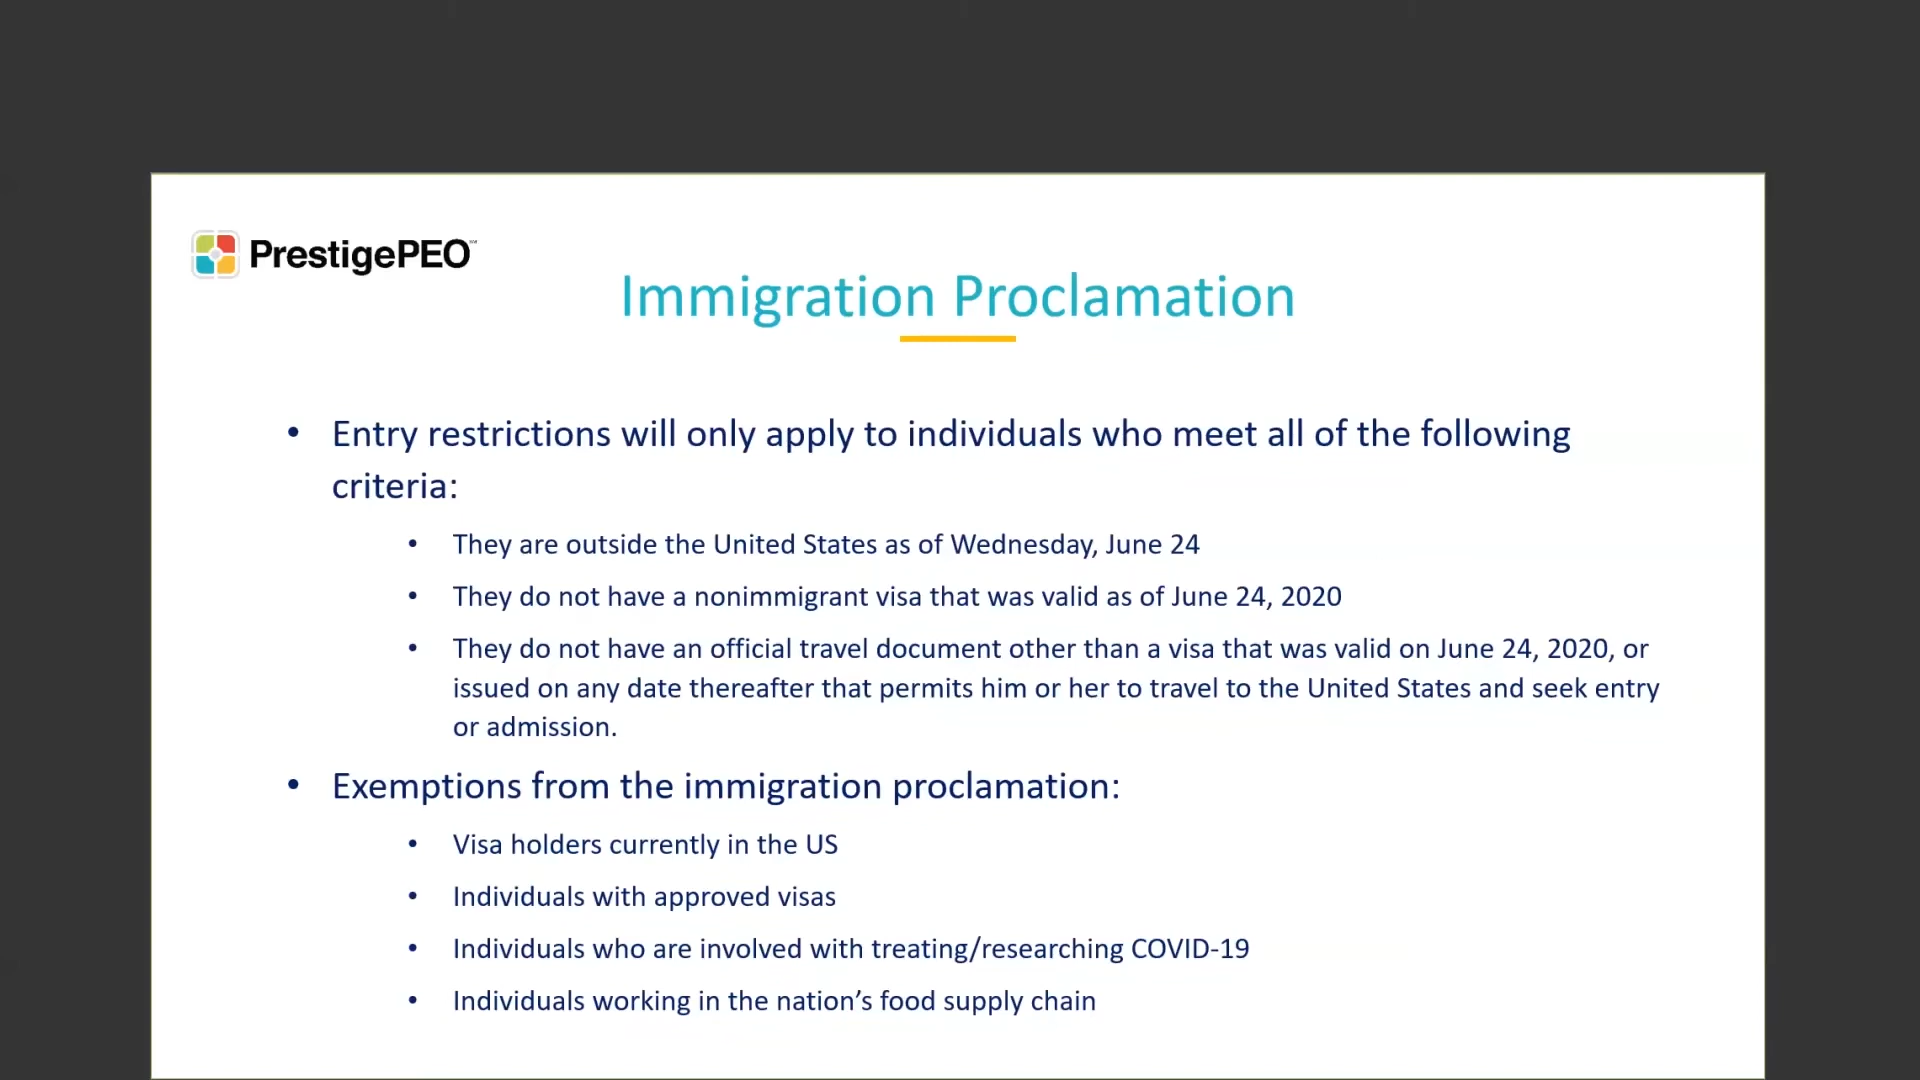 PrestigePEO
Immigration Proclamation
• Entry restrictions will only apply to individuals who meet all of the following
criteria:
• They are outside the United States as of Wednesday, June 24
• They do not have a nonimmigrant visa that was valid as of June 24, 2020
• They do not have an official travel document other than a visa that was valid on June 24, 2020, or
issued on any date thereafter that permits him or her to travel to the United States and seek entry
or admission.
• Exemptions from the immigration proclamation:
• Visa holders currently in the US
• Individuals with approved visas
• Individuals who are involved with treating/researching COVID-19
• Individuals working in the nation’s food supply chain